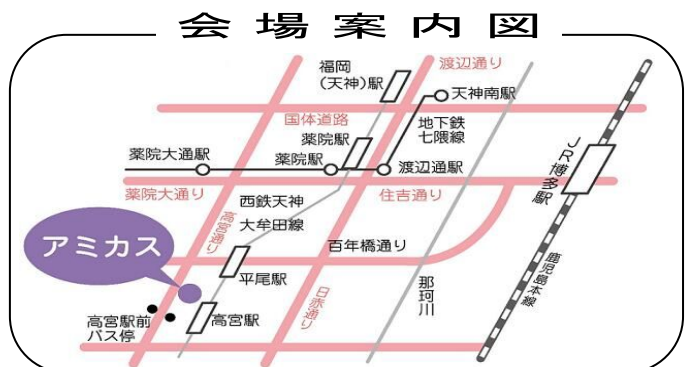 会場案内図
渡辺通り
福岡
(天神)駅
天神南駅
国体道路
地下鉄
七隈線
薬院駅
薬院大通駅
薬院駅
渡辺通駅
JR博多駅
薬院大通り
住吉通り
西鉄天神
大牟田線
高宮通り
百年橋通り
アミカス
平尾駅
日赤通り
那珂川
鹿児島本線
高宮駅前
バス停
高宮駅